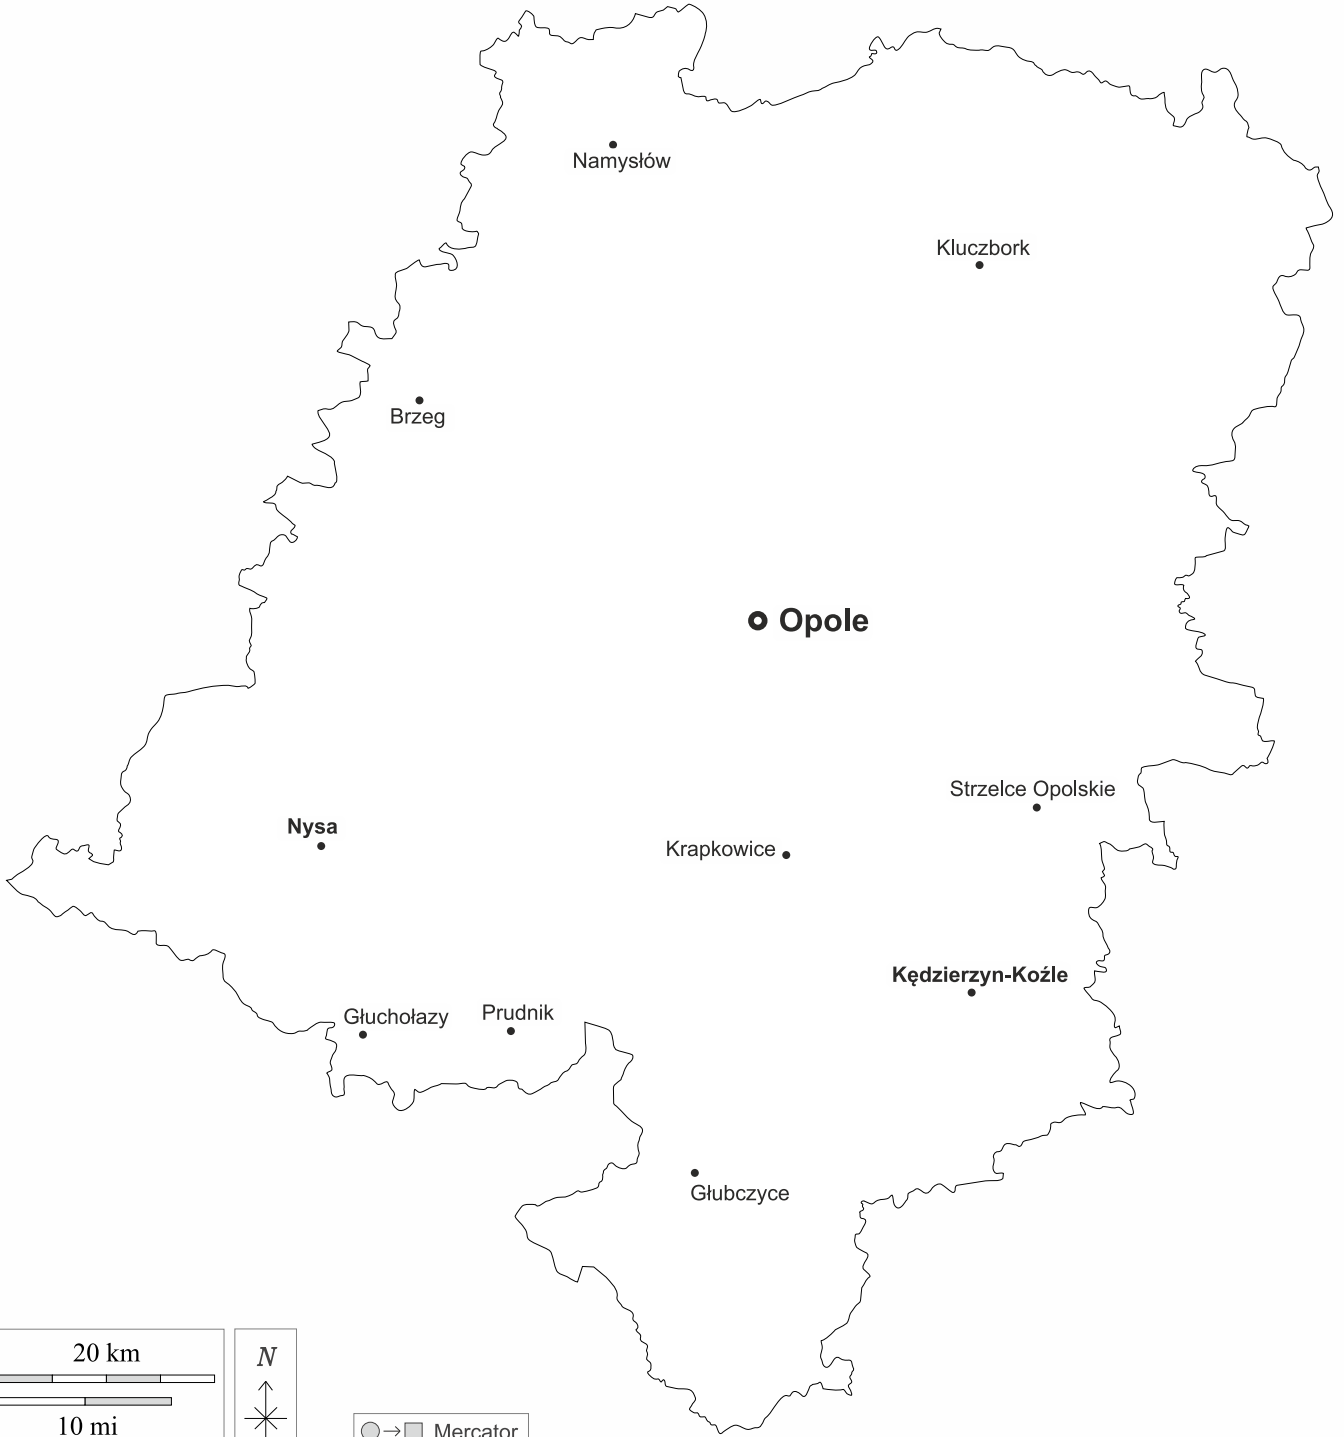 Namysłów
Kluczbork
Brzeg
Opole
Strzelce Opolskie
Nysa
Krapkowice
Kędzierzyn-Koźle
Głuchołazy
Prudnik
Głubczyce
20 km
10 mi
N
Mercator